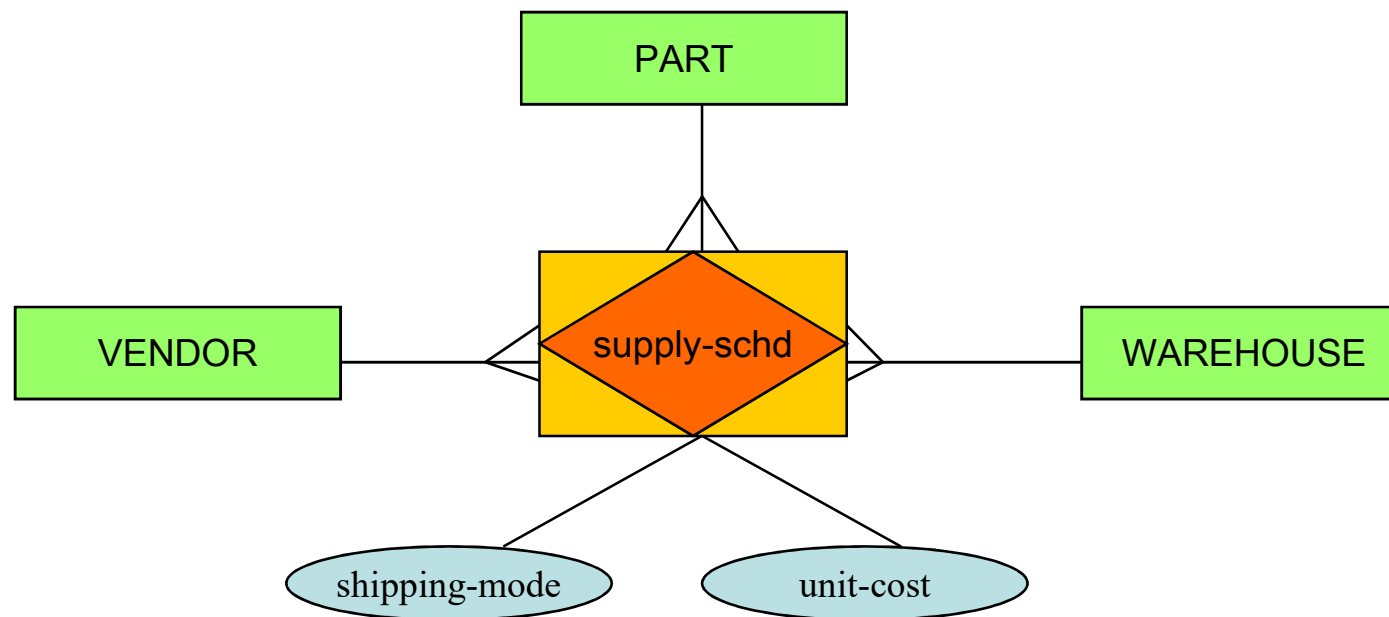 PART
VENDOR
supply-schd
WAREHOUSE
shipping-mode
unit-cost